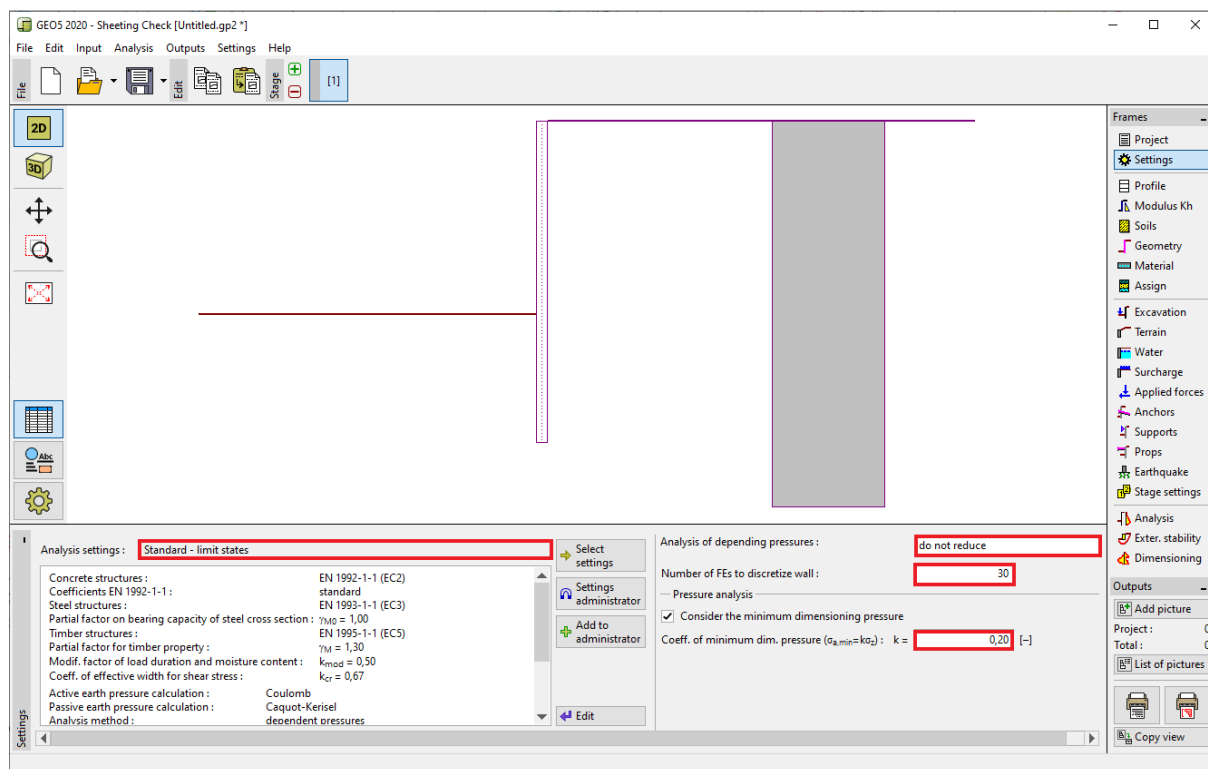 GEO5 2020 - Sheeting Check [Untitled.gp2 *]
File Edit Input Analysis Outputs Settings Help
File
Edit
Stage
[1]
2D
3D
Abc
Frames
Project
Settings
Profile
Modulus Kh
Soils
Geometry
Material
Assign
Excavation
Terrain
Water
Surcharge
Applied forces
Anchors
Supports
Props
Earthquake
Stage settings
Analysis
Exter. stability
Dimensioning
Outputs
Add picture
Project : 0
Total : 0
List of pictures
Copy view
Settings
Analysis settings : Standard - limit states
Concrete structures : EN 1992-1-1 (EC2)
Coefficients EN 1992-1-1 : standard
Steel structures : EN 1993-1-1 (EC3)
Partial factor on bearing capacity of steel cross section : γM0 = 1,00
Timber structures : EN 1995-1-1 (EC5)
Partial factor for timber property : γM = 1,30
Modif. factor of load duration and moisture content : kmod = 0,50
Coeff. of effective width for shear stress : kcr = 0,67
Active earth pressure calculation : Coulomb
Passive earth pressure calculation : Caquot-Kerisel
Analysis method : dependent pressures
Select settings
Settings administrator
Add to administrator
Edit
Analysis of depending pressures : do not reduce
Number of FEs to discretize wall : 30
Pressure analysis
Consider the minimum dimensioning pressure
Coeff. of minimum dim. pressure (σa,min=kσz) : k = 0,20 [–]